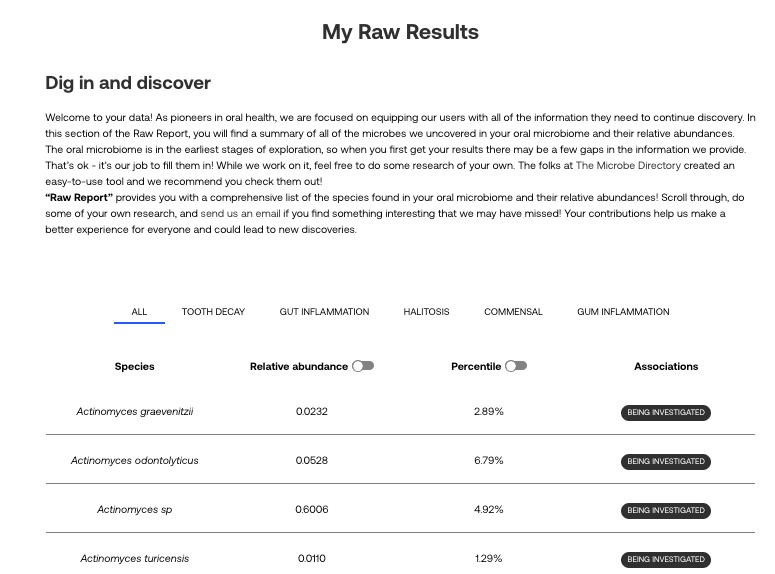 My Raw Results
Dig in and discover
Welcome to your data! As pioneers in oral health, we are focused on equipping our users with all of the information they need to continue discovery. In
this section of the Raw Report, you will find a summary of all of the microbes we uncovered in your oral microbiome and their relative abundances.
The oral microbiome is in the earliest stages of exploration, so when you first get your results there may be a few gaps in the information we provide.
That's ok - it's our job to fill them in! While we work on it, feel free to do some research of your own. The folks at The Microbe Directory created an
easy-to-use tool and we recommend you check them out!
“Raw Report” provides you with a comprehensive list of the species found in your oral microbiome and their relative abundances! Scroll through, do
some of your own research, and send us an email if you find something interesting that we may have missed! Your contributions help us make a
better experience for everyone and could lead to new discoveries.
ALL TOOTH DECAY GUT INFLAMMATION HALITOSIS COMMENSAL GUM INFLAMMATION
Species Relative abundance Percentile Associations
Actinomyces graevenitzii 0.0232 2.89% BEING INVESTIGATED
Actinomyces odontolyticus 0.0528 6.79% BEING INVESTIGATED
Actinomyces sp 0.6006 4.92% BEING INVESTIGATED
Actinomyces turicensis 0.0110 1.29% BEING INVESTIGATED